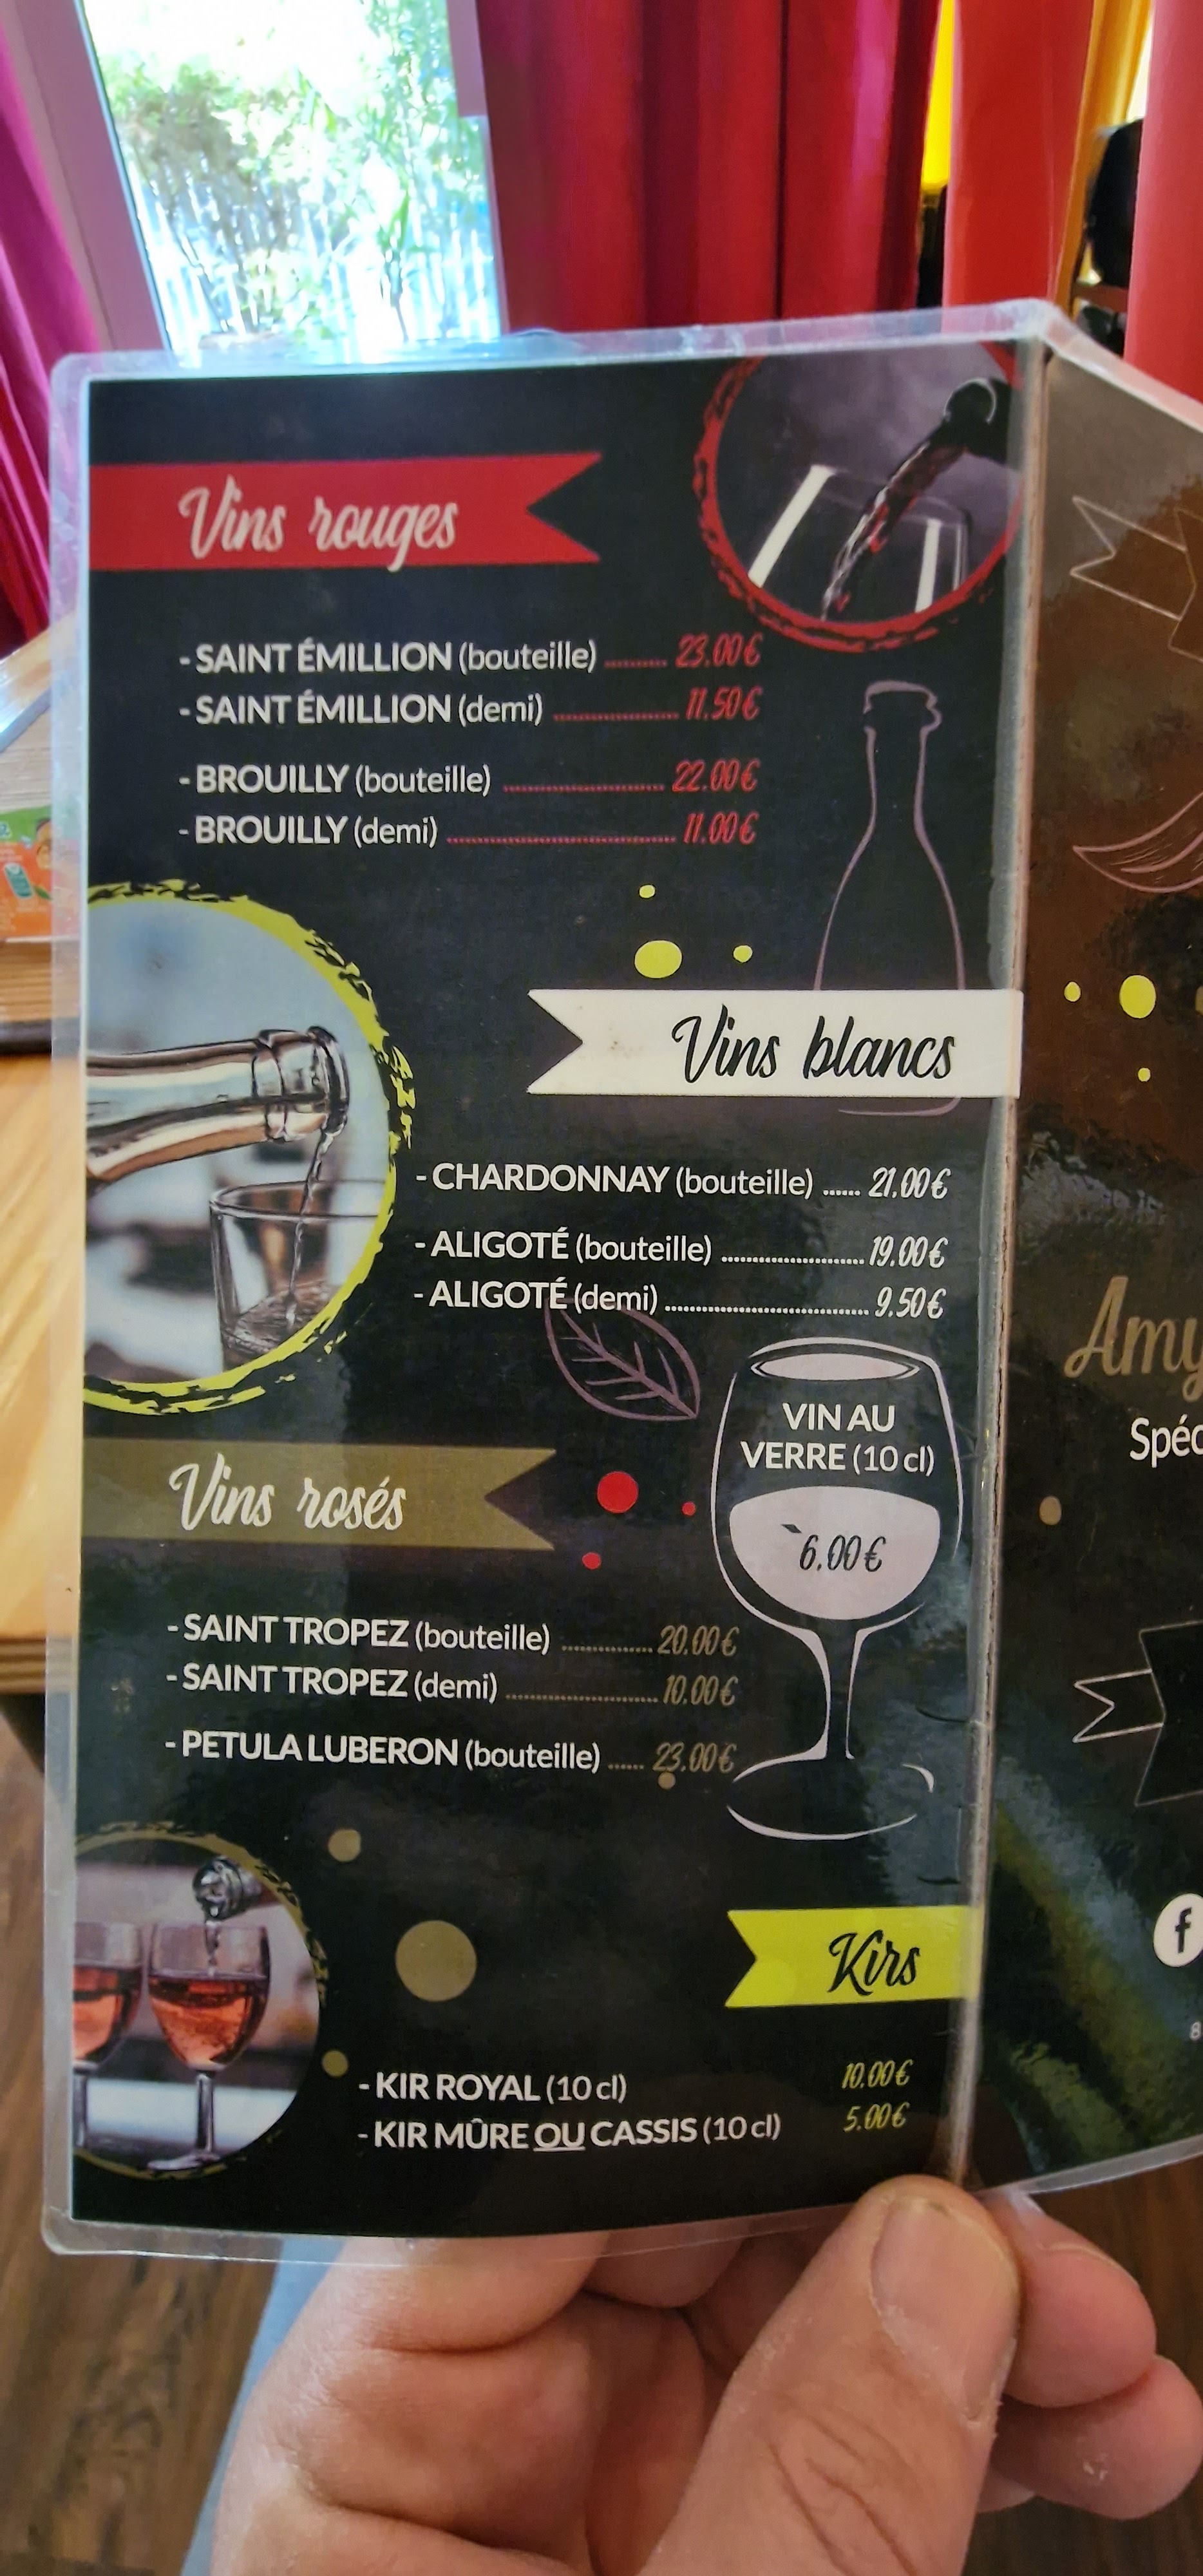 Vins rouges
- SAINT ÉMILLION (bouteille) ........ 23.00€
- SAINT ÉMILLION (demi) ................ 11.50€
- BROUILLY (bouteille) ..................... 22.00€
- BROUILLY (demi) .............................. 11.00€
Vins blancs
- CHARDONNAY (bouteille) ...... 21.00€
- ALIGOTÉ (bouteille) ....................... 19.00€
- ALIGOTÉ (demi) ................................. 9.50€
VIN AU
VERRE (10 cl)
6.00€
Vins rosés
- SAINT TROPEZ (bouteille) ............... 20.00€
- SAINT TROPEZ (demi) ......................... 10.00€
- PETULA LUBERON (bouteille) ...... 23.00€
Kirs
- KIR ROYAL (10 cl) 10.00€
- KIR MÛRE OU CASSIS (10 cl) 5.00€
Amy
Spéc
f
8